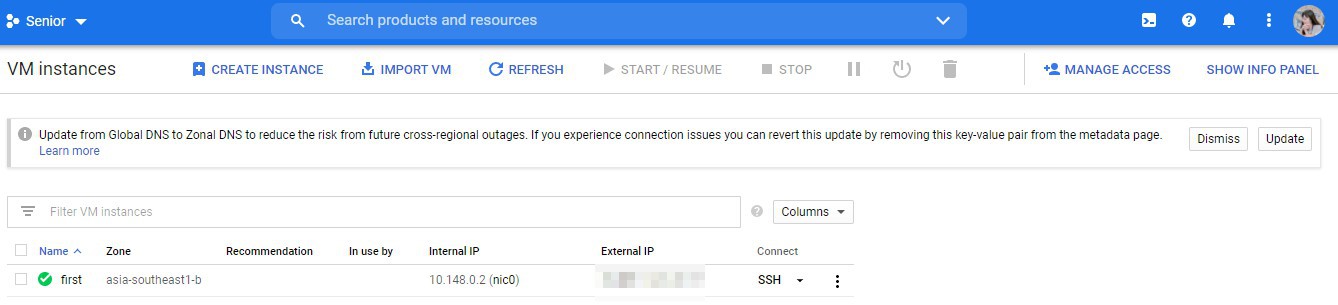 Senior Search products and resources
VM instances CREATE INSTANCE IMPORT VM REFRESH START / RESUME STOP MANAGE ACCESS SHOW INFO PANEL
Update from Global DNS to Zonal DNS to reduce the risk from future cross-regional outages. If you experience connection issues you can revert this update by removing this key-value pair from the metadata page. Dismiss Update
Learn more
Filter VM instances Columns
Name Zone Recommendation In use by Internal IP External IP Connect
first asia-southeast1-b 10.148.0.2 (nic0) SSH